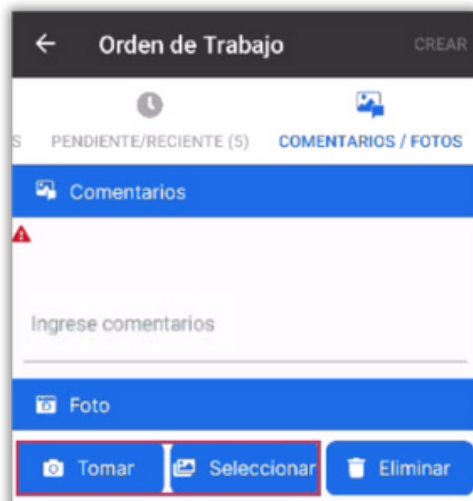 Orden de Trabajo CREAR
S PENDIENTE/RECIENTE (5) COMENTARIOS / FOTOS
Comentarios
Ingrese comentarios
Foto
Tomar Seleccionar Eliminar